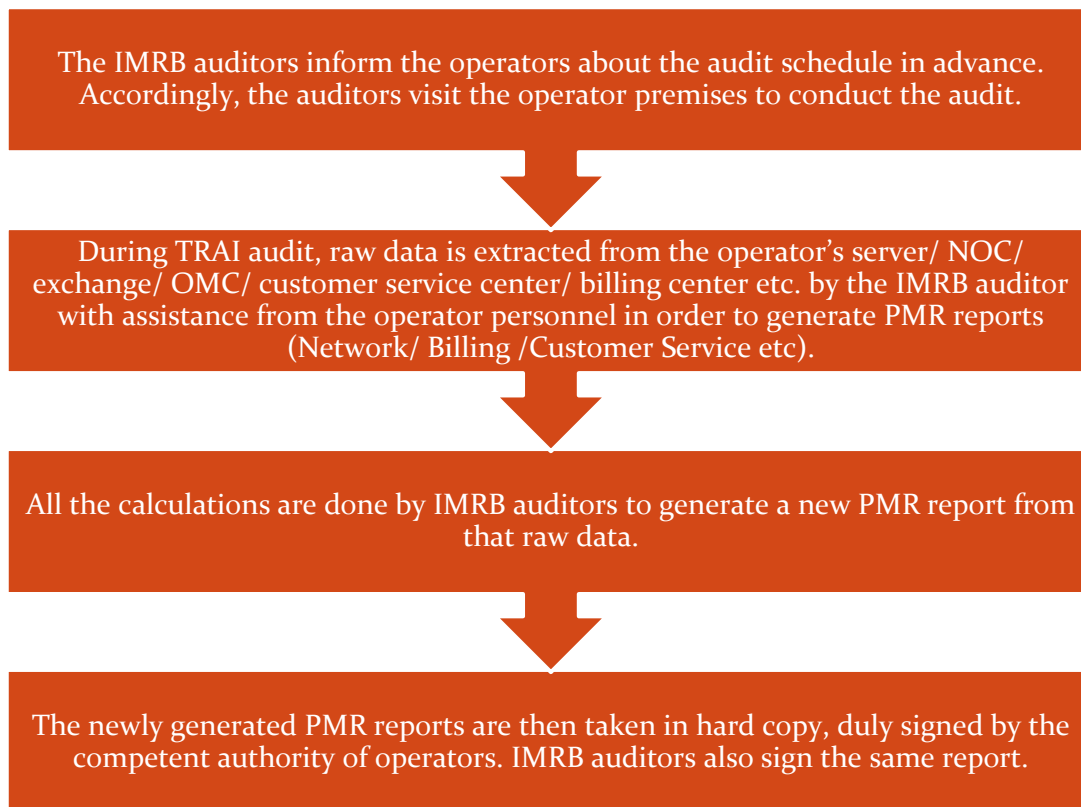 The IMRB auditors inform the operators about the audit schedule in advance.
Accordingly, the auditors visit the operator premises to conduct the audit.
During TRAI audit, raw data is extracted from the operator’s server/ NOC/
exchange/ OMC/ customer service center/ billing center etc. by the IMRB auditor
with assistance from the operator personnel in order to generate PMR reports
(Network/ Billing /Customer Service etc).
All the calculations are done by IMRB auditors to generate a new PMR report from
that raw data.
The newly generated PMR reports are then taken in hard copy, duly signed by the
competent authority of operators. IMRB auditors also sign the same report.